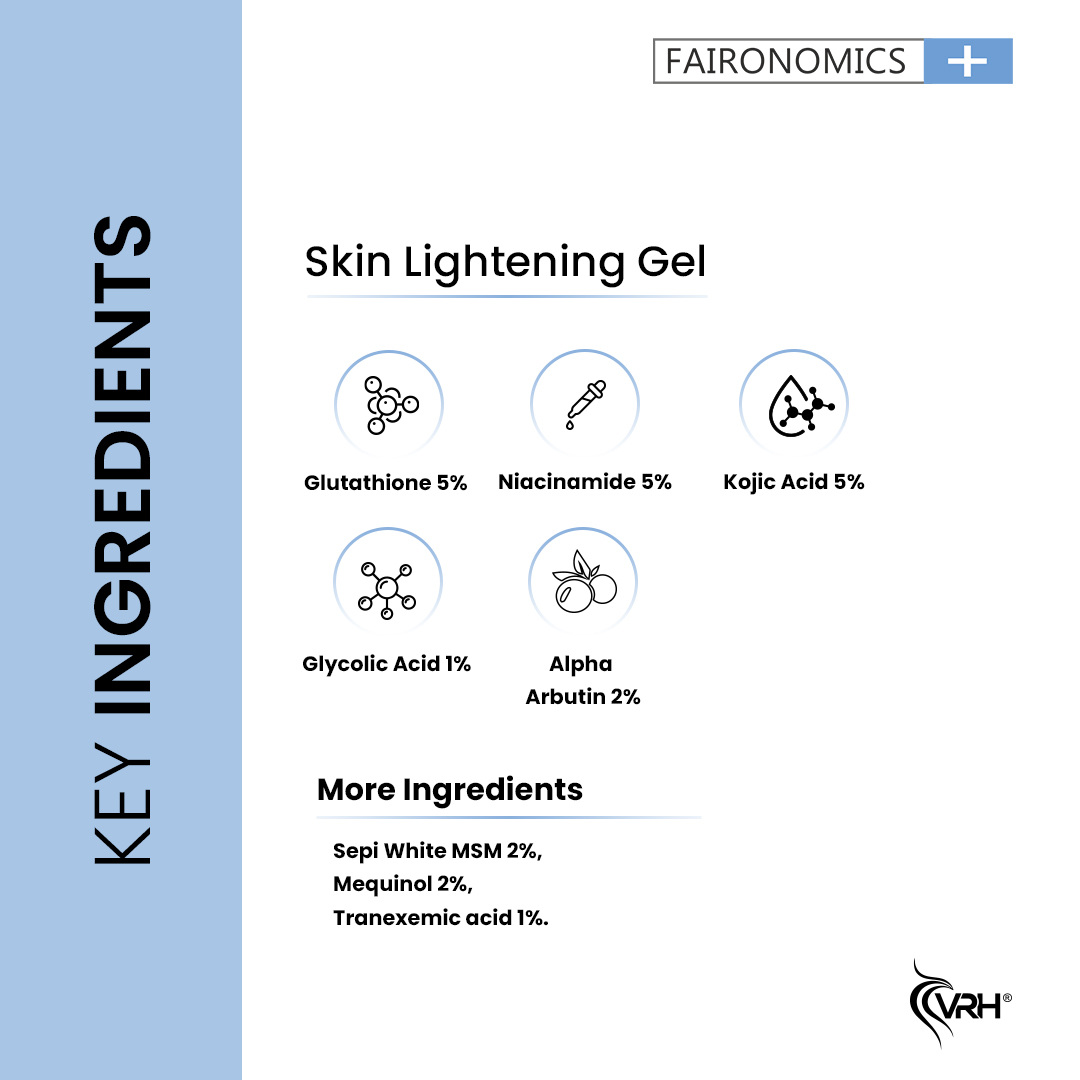 FAIRONOMICS +
KEY INGREDIENTS
Skin Lightening Gel
Glutathione 5%
Niacinamide 5%
Kojic Acid 5%
Glycolic Acid 1%
Alpha
Arbutin 2%
More Ingredients
Sepi White MSM 2%,
Mequinol 2%,
Tranexemic acid 1%.
VRH®